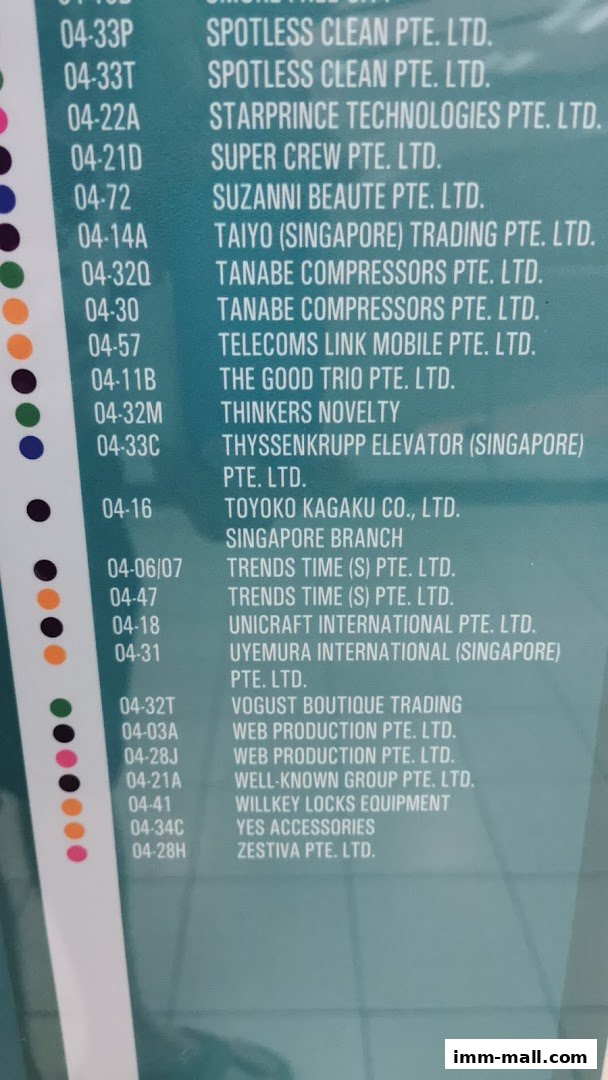 04-33P SPOTLESS CLEAN PTE. LTD.
04-33T SPOTLESS CLEAN PTE. LTD.
04-22A STARPRINCE TECHNOLOGIES PTE. LTD.
04-21D SUPER CREW PTE. LTD.
04-72 SUZANNI BEAUTE PTE. LTD.
04-14A TAIYO (SINGAPORE) TRADING PTE. LTD.
04-32Q TANABE COMPRESSORS PTE. LTD.
04-30 TANABE COMPRESSORS PTE. LTD.
04-57 TELECOMS LINK MOBILE PTE. LTD.
04-11B THE GOOD TRIO PTE. LTD.
04-32M THINKERS NOVELTY
04-33C THYSSENKRUPP ELEVATOR (SINGAPORE)
PTE. LTD.
04-16 TOYOKO KAGAKU CO., LTD.
SINGAPORE BRANCH
04-06/07 TRENDS TIME (S) PTE. LTD.
04-47 TRENDS TIME (S) PTE. LTD.
04-18 UNICRAFT INTERNATIONAL PTE. LTD.
04-31 UYEMURA INTERNATIONAL (SINGAPORE)
PTE. LTD.
04-32T VOGUST BOUTIQUE TRADING
04-03A WEB PRODUCTION PTE. LTD.
04-28J WEB PRODUCTION PTE. LTD.
04-21A WELL-KNOWN GROUP PTE. LTD.
04-41 WILLKEY LOCKS EQUIPMENT
04-34C YES ACCESSORIES
04-28H ZESTIVA PTE. LTD.
imm-mall.com